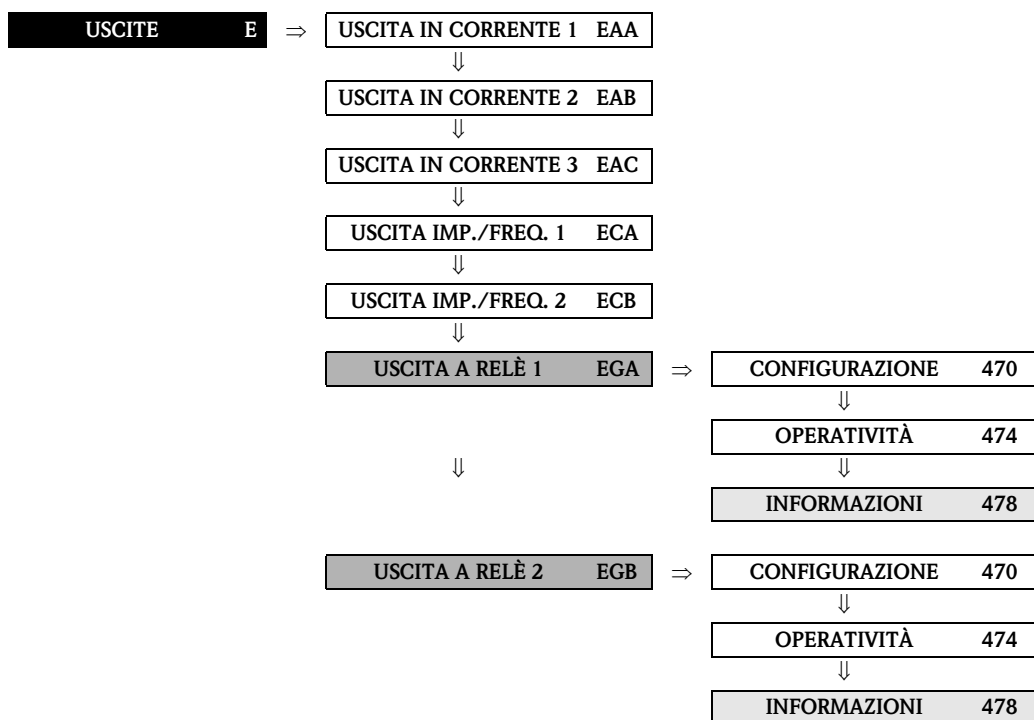 USCITE E ⇒ USCITA IN CORRENTE 1 EAA
⇓
USCITA IN CORRENTE 2 EAB
⇓
USCITA IN CORRENTE 3 EAC
⇓
USCITA IMP./FREQ. 1 ECA
⇓
USCITA IMP./FREQ. 2 ECB
⇓
USCITA A RELÈ 1 EGA ⇒ CONFIGURAZIONE 470
⇓
OPERATIVITÀ 474
⇓ ⇓
INFORMAZIONI 478
USCITA A RELÈ 2 EGB ⇒ CONFIGURAZIONE 470
⇓
OPERATIVITÀ 474
⇓
INFORMAZIONI 478